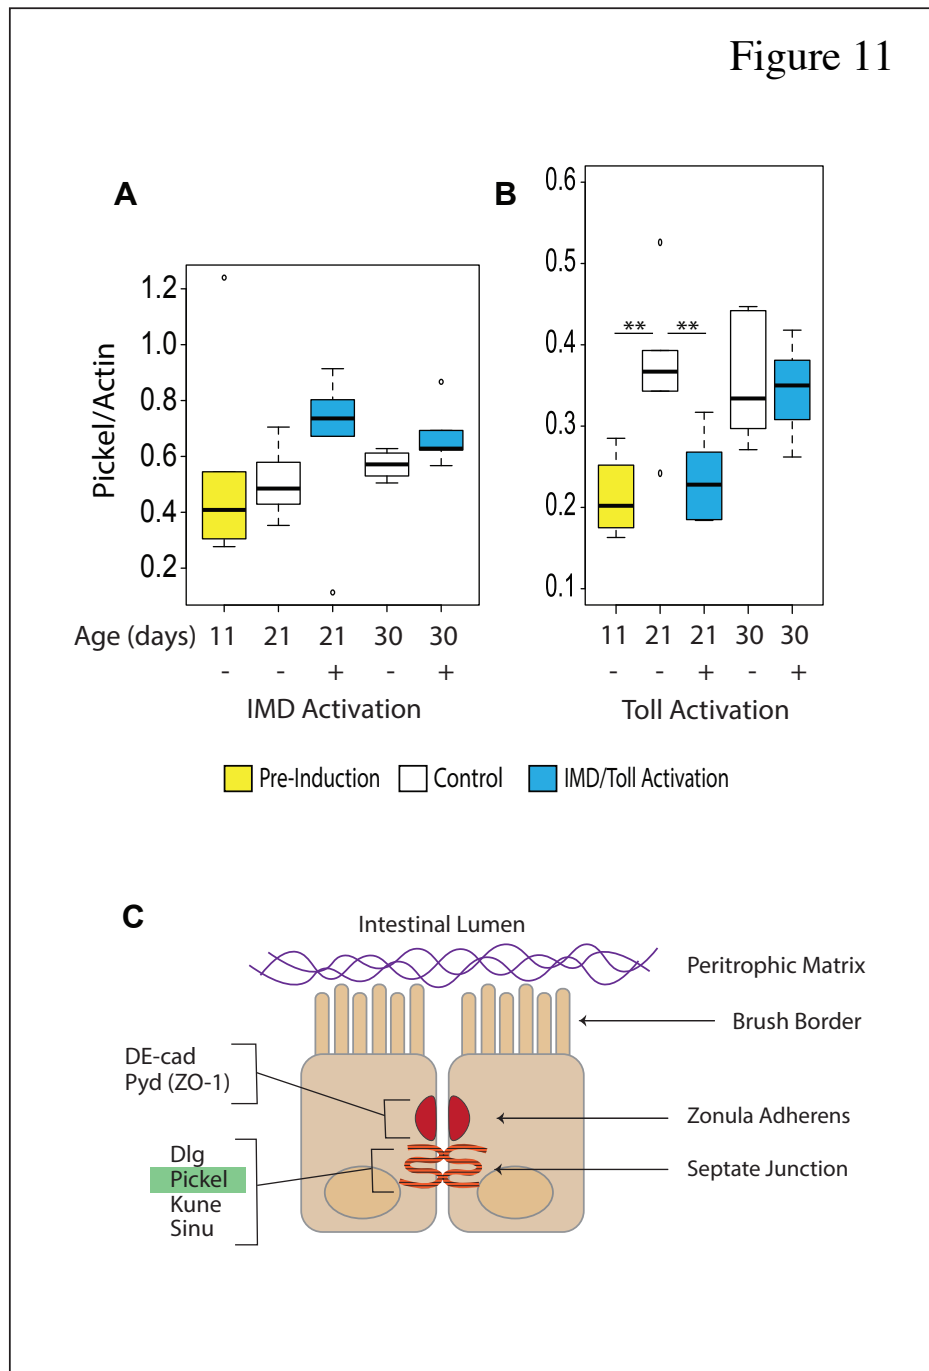 Figure 11
A
Pickel/Actin
1.2
1.0
0.8
0.6
0.4
0.2
Age (days) 11 21 21 30 30
- - + - +
IMD Activation
B
0.6
0.5
0.4
0.3
0.2
0.1
** **
11 21 21 30 30
- - + - +
Toll Activation
Pre-Induction Control IMD/Toll Activation
C
Intestinal Lumen
Peritrophic Matrix
Brush Border
DE-cad
Pyd (ZO-1)
Zonula Adherens
Dlg
Pickel
Kune
Sinu
Septate Junction